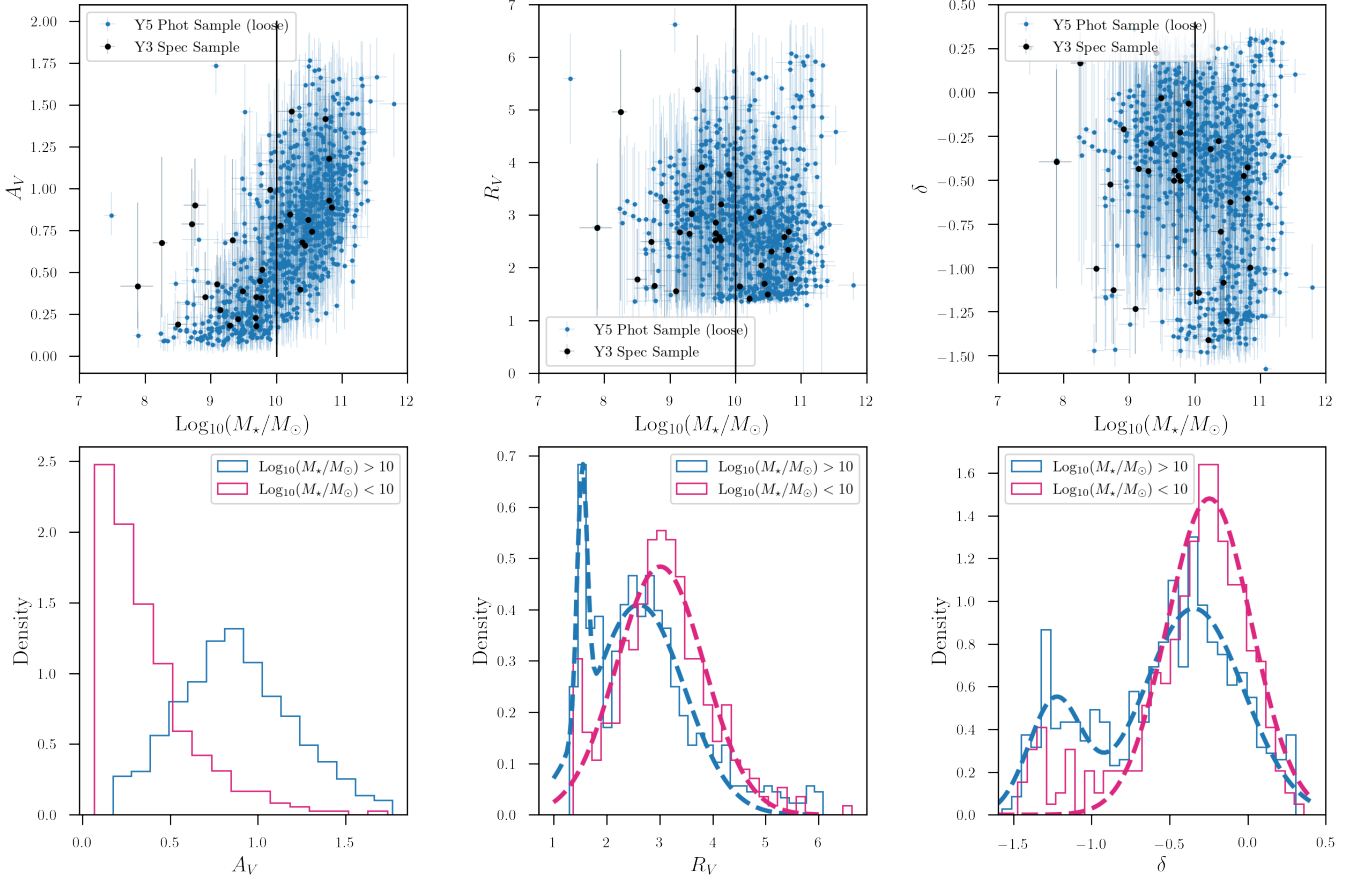 2.00
1.75
1.50
1.25
1.00
0.75
0.50
0.25
0.00
A_V
7 8 9 10 11 12
Log₁₀(M⋆/M⊙)
Y5 Phot Sample (loose)
Y3 Spec Sample
7
6
5
4
3
2
1
0
R_V
7 8 9 10 11 12
Log₁₀(M⋆/M⊙)
Y5 Phot Sample (loose)
Y3 Spec Sample
0.50
0.25
0.00
−0.25
−0.50
−0.75
−1.00
−1.25
−1.50
δ
7 8 9 10 11 12
Log₁₀(M⋆/M⊙)
Y5 Phot Sample (loose)
Y3 Spec Sample
2.5
2.0
1.5
1.0
0.5
0.0
Density
0.0 0.5 1.0 1.5
A_V
Log₁₀(M⋆/M⊙) > 10
Log₁₀(M⋆/M⊙) < 10
0.7
0.6
0.5
0.4
0.3
0.2
0.1
0.0
Density
1 2 3 4 5 6
R_V
Log₁₀(M⋆/M⊙) > 10
Log₁₀(M⋆/M⊙) < 10
1.6
1.4
1.2
1.0
0.8
0.6
0.4
0.2
0.0
Density
−1.5 −1.0 −0.5 0.0 0.5
δ
Log₁₀(M⋆/M⊙) > 10
Log₁₀(M⋆/M⊙) < 10